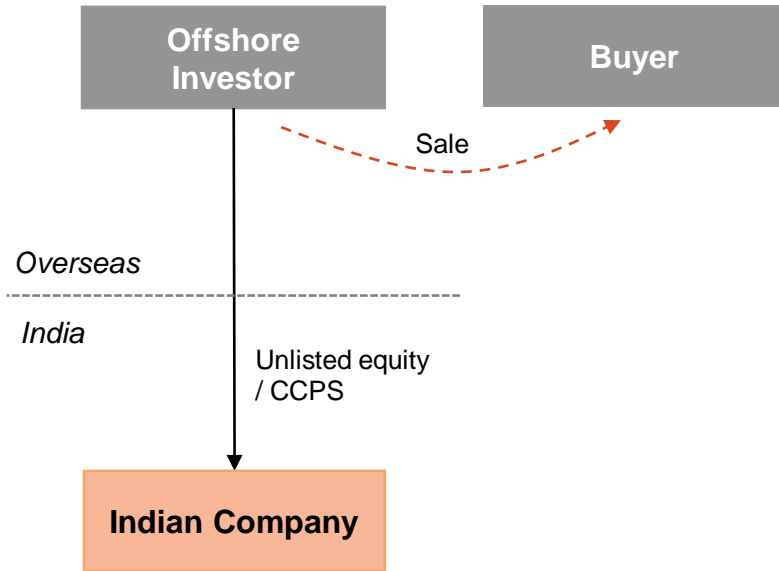 Offshore
Investor
Buyer
Sale
Overseas
India
Unlisted equity
/ CCPS
Indian Company